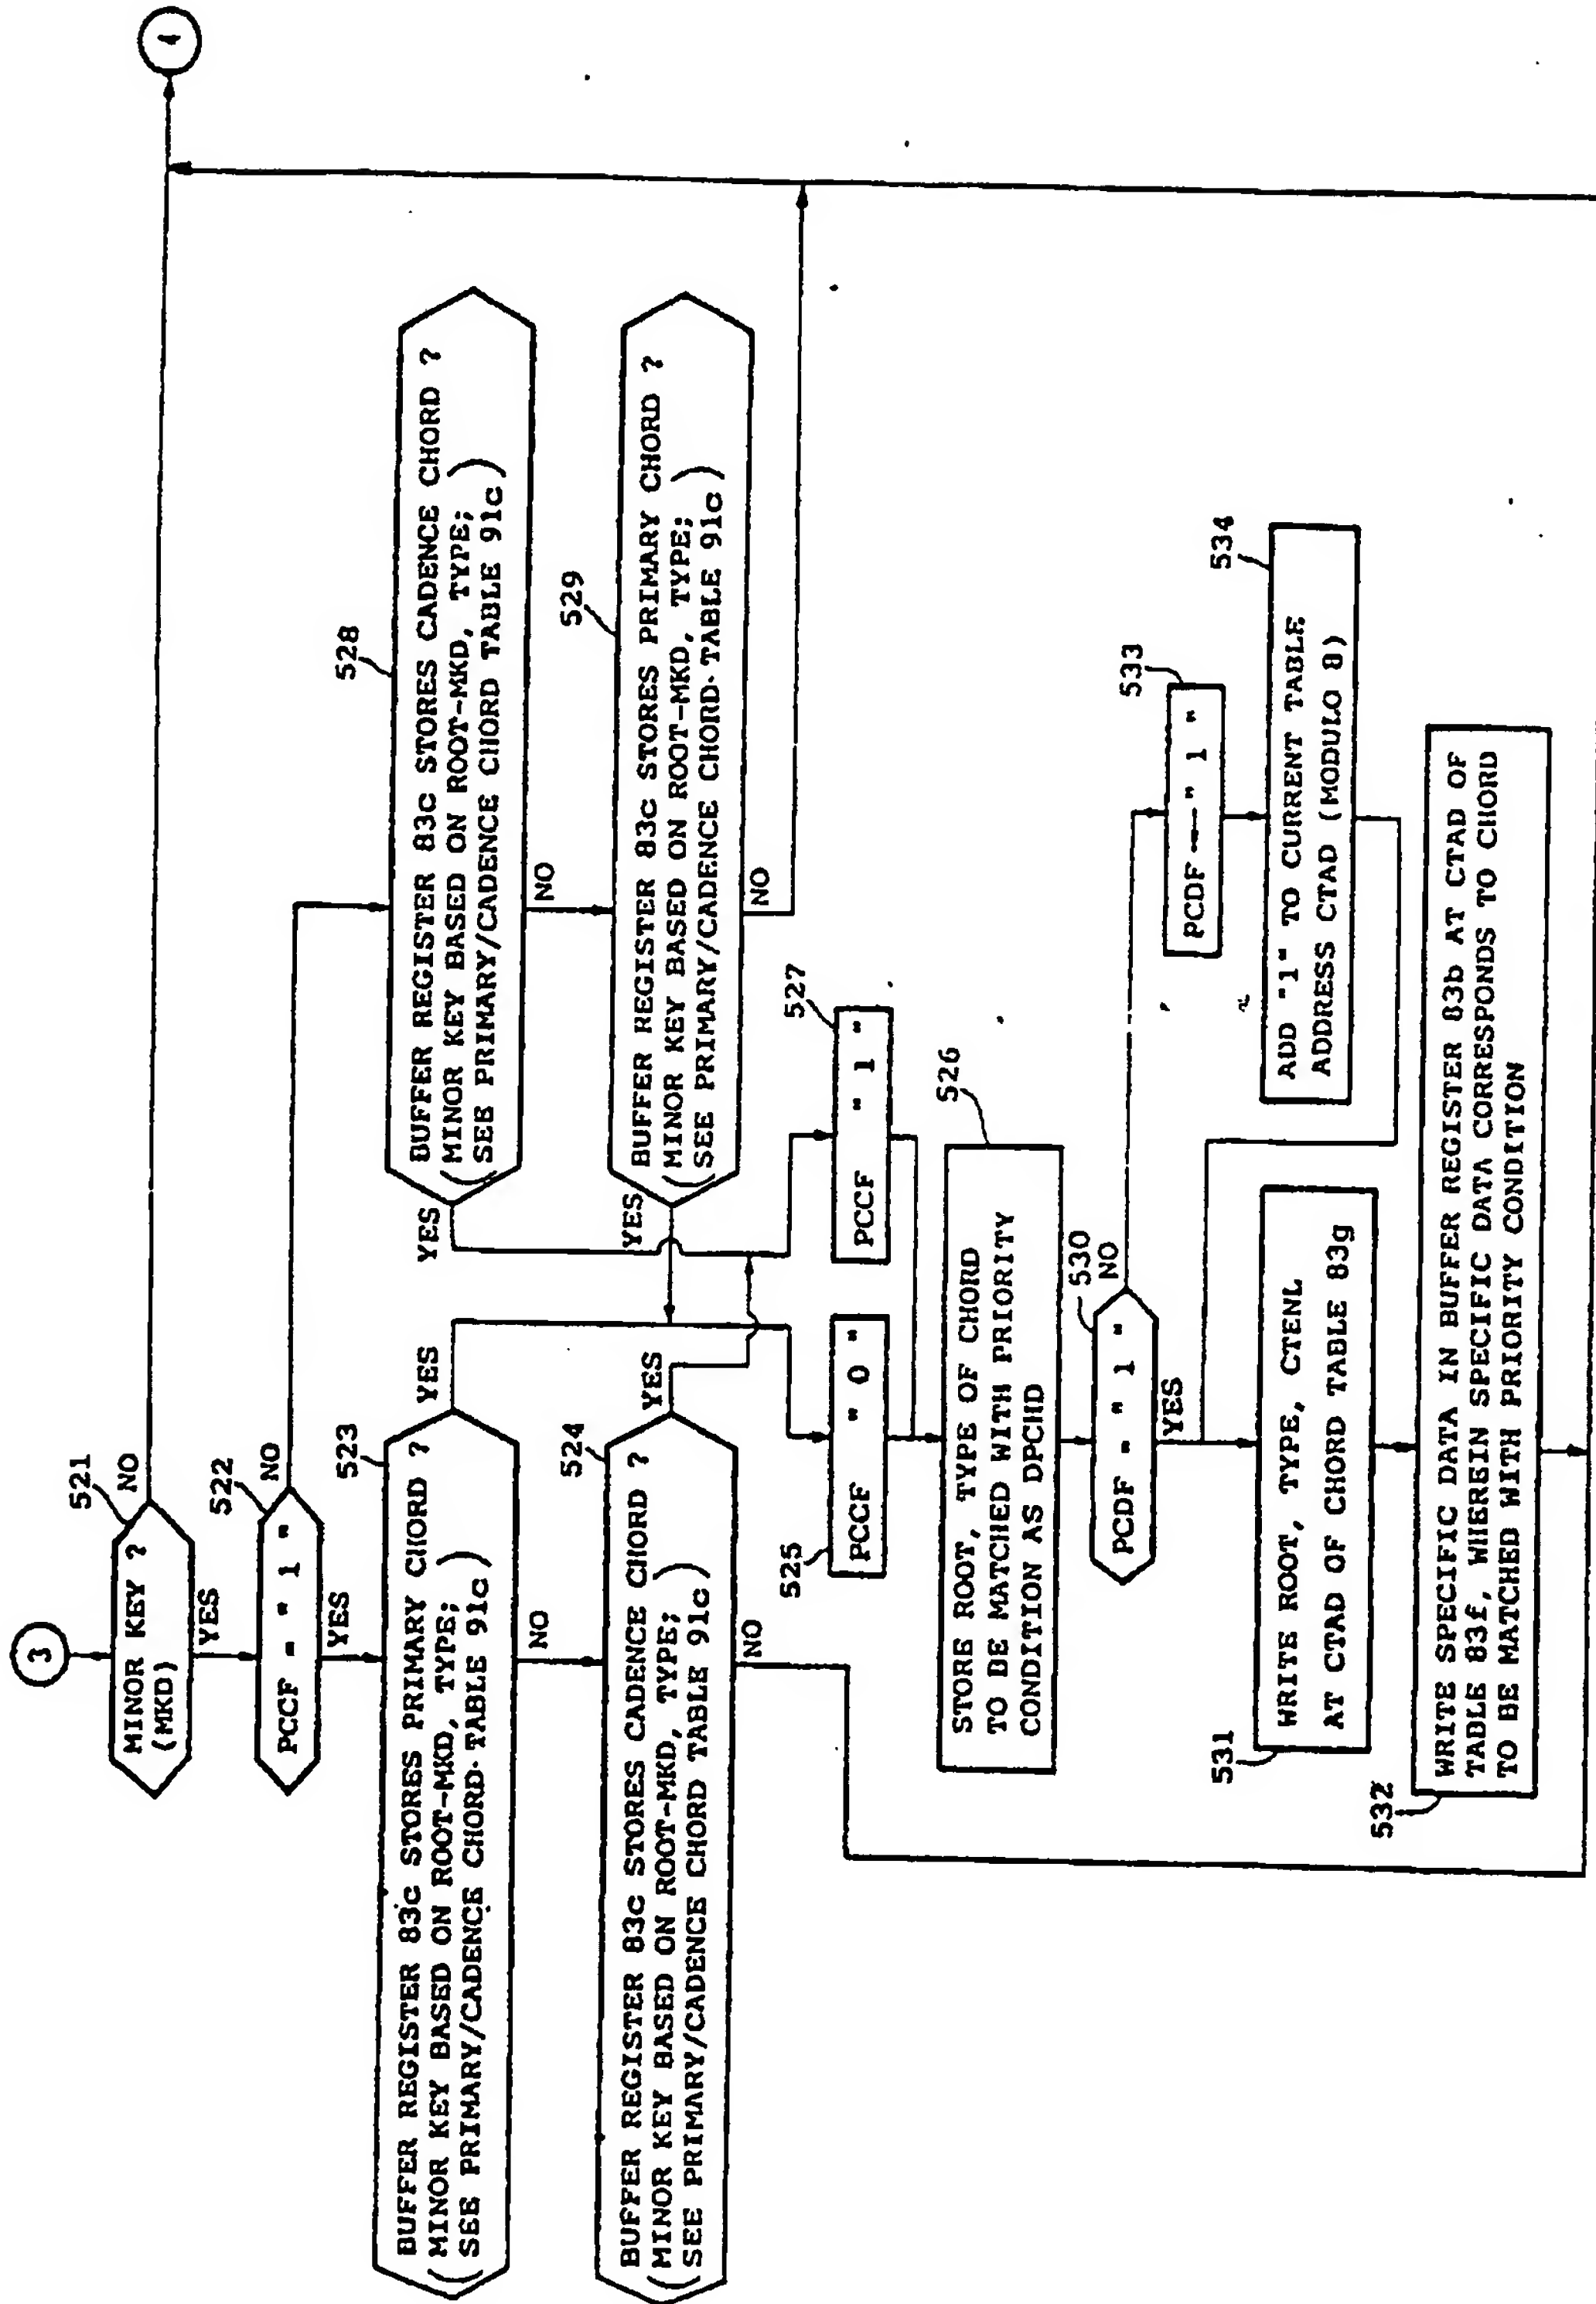 3
521
MINOR KEY ?
(MKD)
NO
4
YES
522
PCCF = " 1 "
NO
YES
523
BUFFER REGISTER 83c STORES PRIMARY CHORD ?
(MINOR KEY BASED ON ROOT-MKD, TYPE;
SEE PRIMARY/CADENCE CHORD·TABLE 91c)
YES
NO
524
BUFFER REGISTER 83c STORES CADENCE CHORD ?
(MINOR KEY BASED ON ROOT-MKD, TYPE;
SEE PRIMARY/CADENCE CHORD TABLE 91c)
YES
NO
528
BUFFER REGISTER 83c STORES CADENCE CHORD ?
(MINOR KEY BASED ON ROOT-MKD, TYPE;
SEE PRIMARY/CADENCE CHORD TABLE 91c)
YES
NO
529
BUFFER REGISTER 83c STORES PRIMARY CHORD ?
(MINOR KEY BASED ON ROOT-MKD, TYPE;
SEE PRIMARY/CADENCE CHORD·TABLE 91c)
YES
NO
525
PCCF " 0 "
527
PCCF " 1 "
526
STORE ROOT, TYPE OF CHORD
TO BE MATCHED WITH PRIORITY
CONDITION AS DPCHD
530
PCDF = " 1 "
NO
YES
533
PCDF — " 1 "
534
ADD "1" TO CURRENT TABLE
ADDRESS CTAD (MODULO 8)
531
WRITE ROOT, TYPE, CTENL
AT CTAD OF CHORD TABLE 83g
532
WRITE SPECIFIC DATA IN BUFFER REGISTER 83b AT CTAD OF
TABLE 83f, WHEREIN SPECIFIC DATA CORRESPONDS TO CHORD
TO BE MATCHED WITH PRIORITY CONDITION